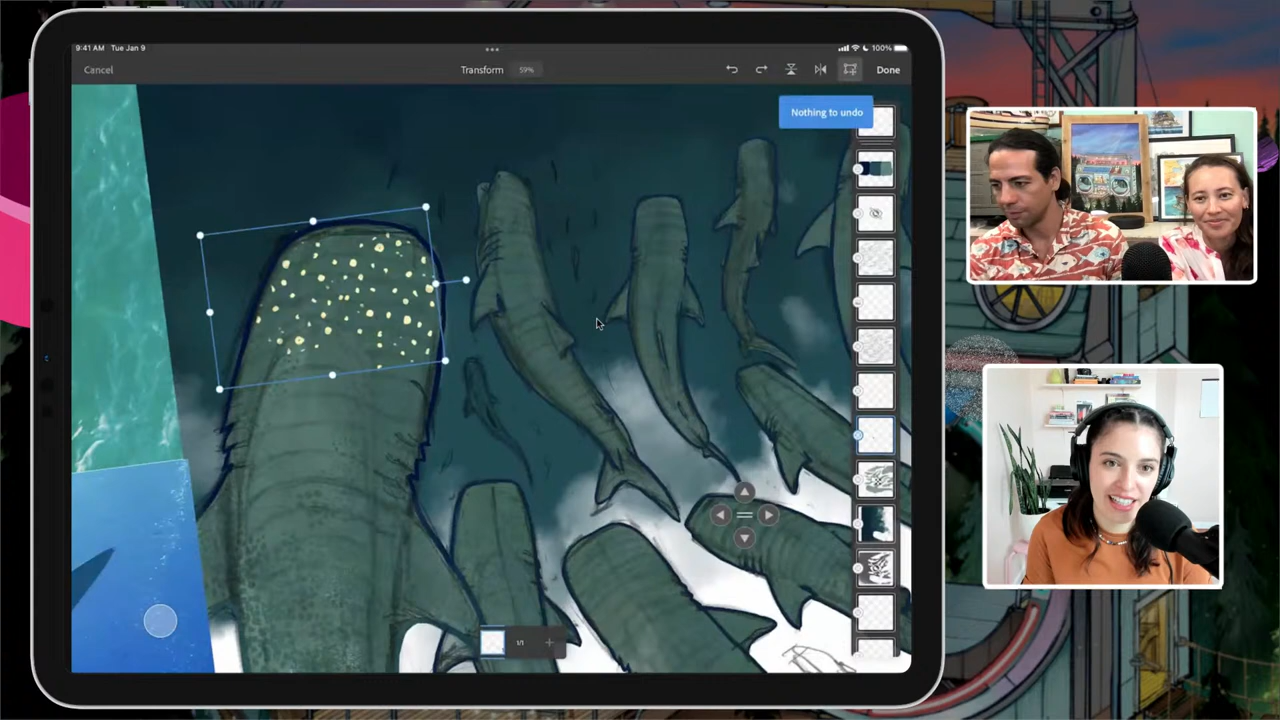 9:41 AM Tue Jan 9
100%
Cancel
Transform 59%
Done
Nothing to undo
1/1